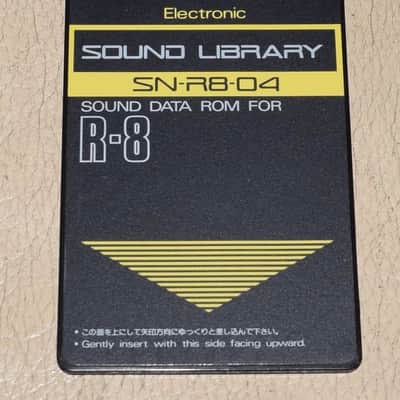 Electronic
SOUND LIBRARY
SN-R8-04
SOUND DATA ROM FOR
R-8
• この面を上にして矢印方向にゆっくりと差し込んで下さい。
• Gently insert with this side facing upward.